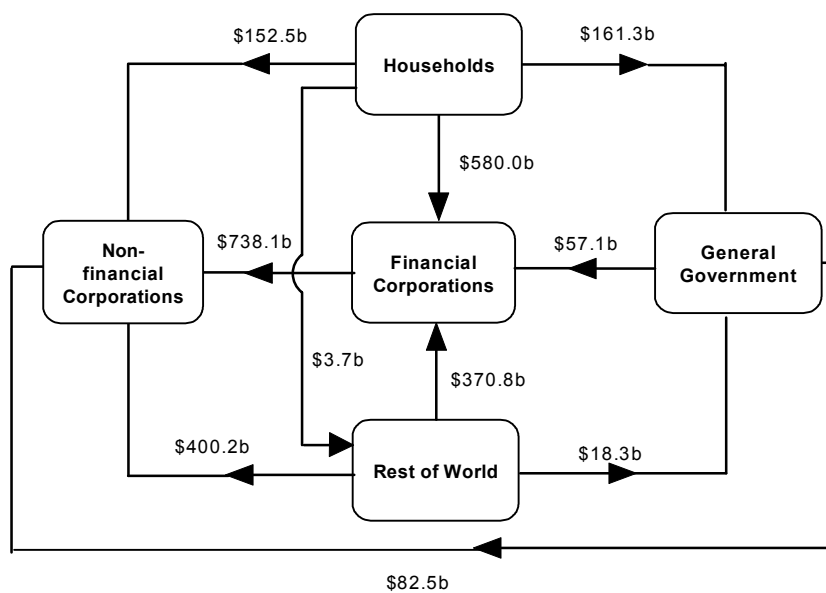 $152.5b
$161.3b
Households
$580.0b
Non-
financial
Corporations
$738.1b
Financial
Corporations
$57.1b
General
Government
$3.7b
$370.8b
$400.2b
Rest of World
$18.3b
$82.5b